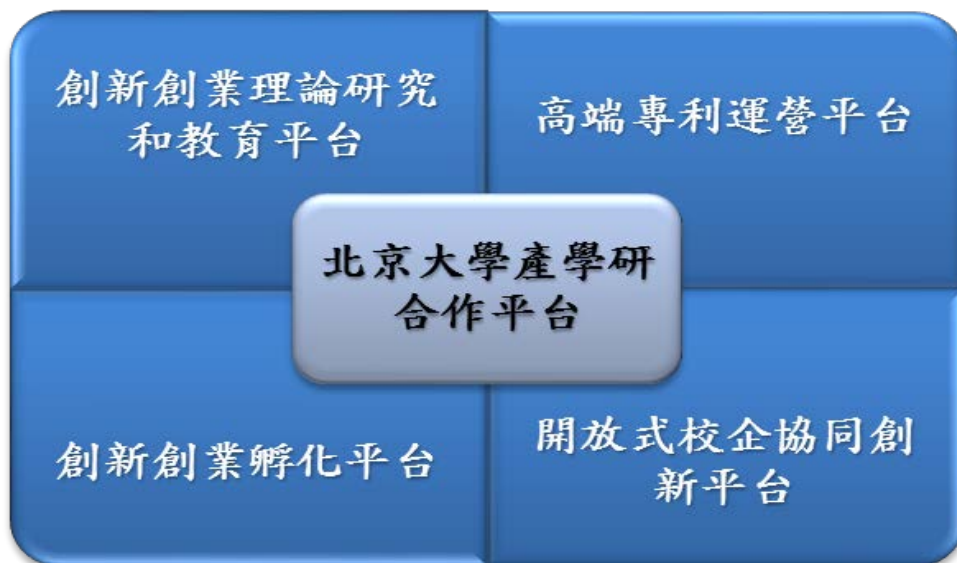 創新創業理論研究
和教育平台
高端專利運營平台
北京大學產學研
合作平台
創新創業孵化平台
開放式校企協同創
新平台